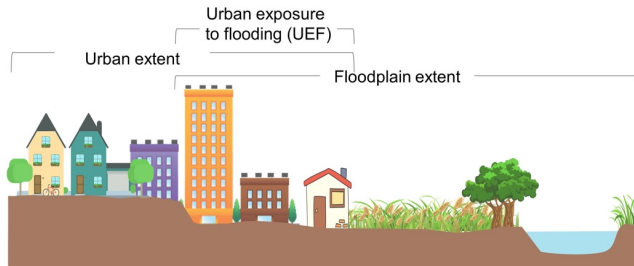 Urban exposure
to flooding (UEF)
Urban extent
Floodplain extent